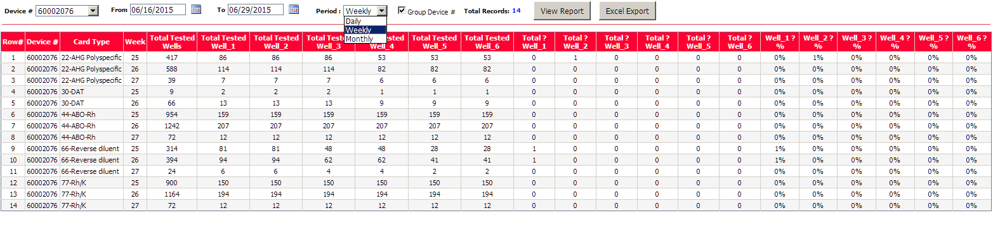 Device # 60002076 From 06/16/2015 To 06/29/2015 Period : Weekly Group Device # Total Records: 14 View Report Excel Export
Daily
Weekly
Monthly
Row# Device # Card Type Week Total Tested Wells Total Tested Well_1 Total Tested Well_2 Total Tested Well_3 Tested Well_4 Total Tested Well_5 Total Tested Well_6 Total ? Well_1 Total ? Well_2 Total ? Well_3 Total ? Well_4 Total ? Well_5 Total ? Well_6 Well_1 ? % Well_2 ? % Well_3 ? % Well_4 ? % Well_5 ? % Well_6 ? %
1 60002076 22-AHG Polyspecific 25 417 86 86 86 53 53 53 0 1 0 0 0 0 0% 1% 0% 0% 0% 0%
2 60002076 22-AHG Polyspecific 26 588 114 114 114 82 82 82 0 0 0 0 0 0 0% 0% 0% 0% 0% 0%
3 60002076 22-AHG Polyspecific 27 39 7 7 7 6 6 6 0 0 0 0 0 0 0% 0% 0% 0% 0% 0%
4 60002076 30-DAT 25 9 2 2 2 1 1 1 0 0 0 0 0 0 0% 0% 0% 0% 0% 0%
5 60002076 30-DAT 26 66 13 13 13 9 9 9 0 0 0 0 0 0 0% 0% 0% 0% 0% 0%
6 60002076 44-ABO-Rh 25 954 159 159 159 159 159 159 0 0 0 0 0 0 0% 0% 0% 0% 0% 0%
7 60002076 44-ABO-Rh 26 1242 207 207 207 207 207 207 0 0 0 0 0 0 0% 0% 0% 0% 0% 0%
8 60002076 44-ABO-Rh 27 72 12 12 12 12 12 12 0 0 0 0 0 0 0% 0% 0% 0% 0% 0%
9 60002076 66-Reverse diluent 25 314 81 81 48 48 28 28 1 0 0 0 0 0 1% 0% 0% 0% 0% 0%
10 60002076 66-Reverse diluent 26 394 94 94 62 62 41 41 1 0 0 0 0 0 1% 0% 0% 0% 0% 0%
11 60002076 66-Reverse diluent 27 24 6 6 4 4 2 2 0 0 0 0 0 0 0% 0% 0% 0% 0% 0%
12 60002076 77-Rh/K 25 900 150 150 150 150 150 150 0 0 0 0 0 0 0% 0% 0% 0% 0% 0%
13 60002076 77-Rh/K 26 1164 194 194 194 194 194 194 0 0 0 0 0 0 0% 0% 0% 0% 0% 0%
14 60002076 77-Rh/K 27 72 12 12 12 12 12 12 0 0 0 0 0 0 0% 0% 0% 0% 0% 0%